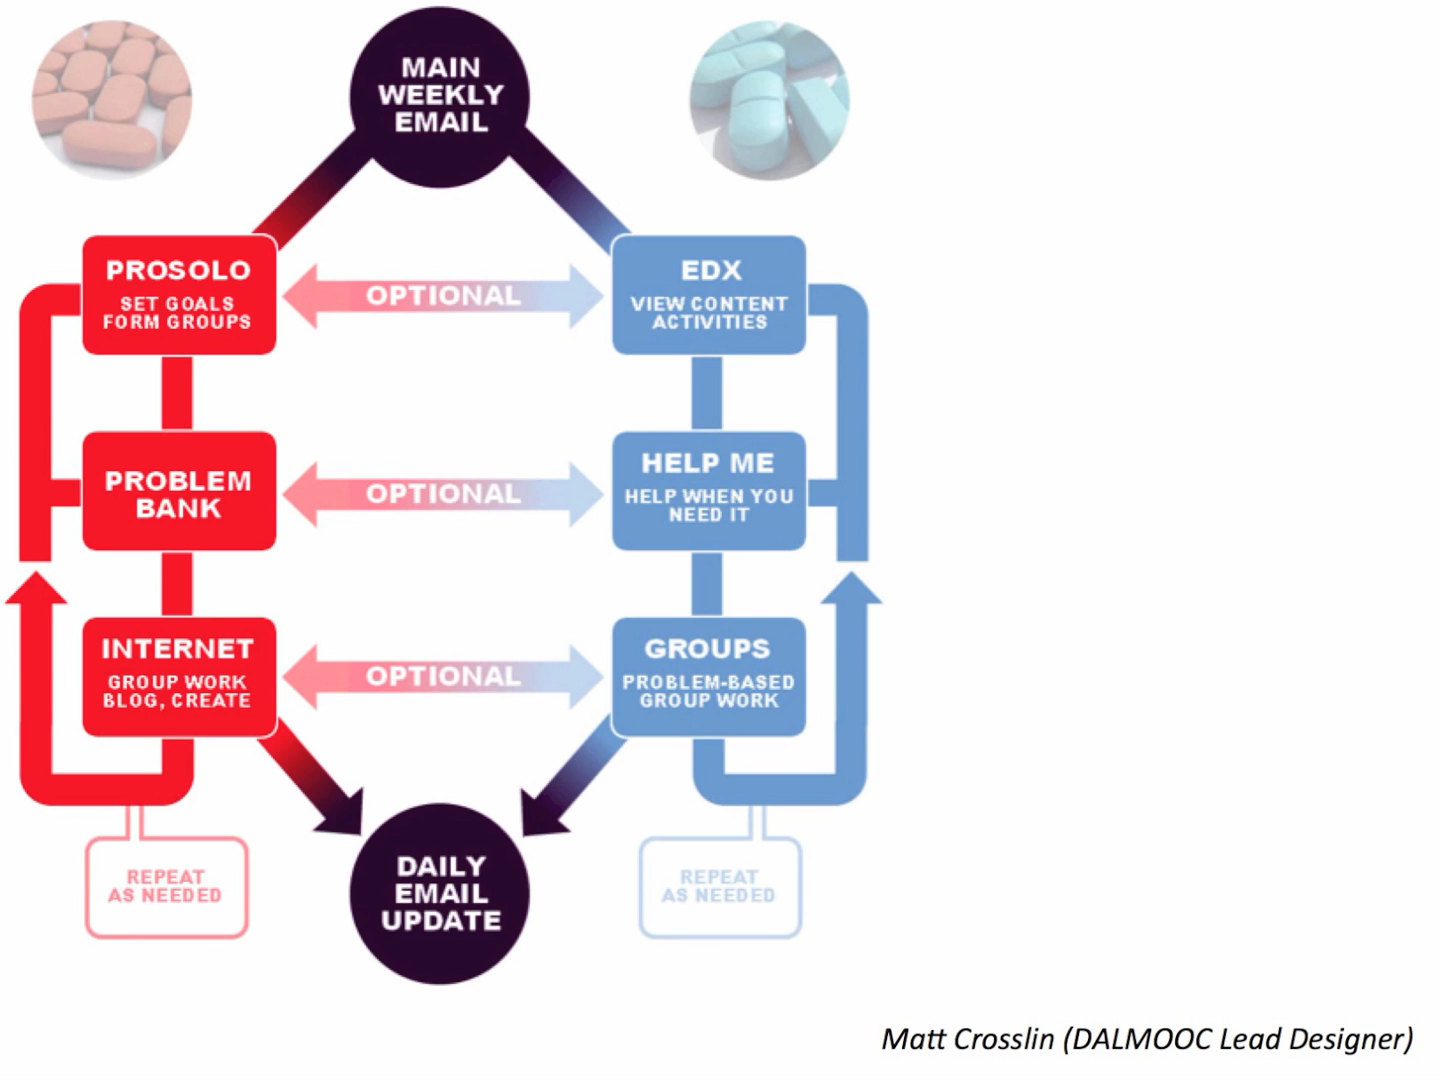 MAIN
WEEKLY
EMAIL
PROSOLO
SET GOALS
FORM GROUPS
OPTIONAL
EDX
VIEW CONTENT
ACTIVITIES
PROBLEM
BANK
OPTIONAL
HELP ME
HELP WHEN YOU
NEED IT
INTERNET
GROUP WORK
BLOG, CREATE
OPTIONAL
GROUPS
PROBLEM-BASED
GROUP WORK
REPEAT
AS NEEDED
DAILY
EMAIL
UPDATE
REPEAT
AS NEEDED
Matt Crosslin (DALMOOC Lead Designer)